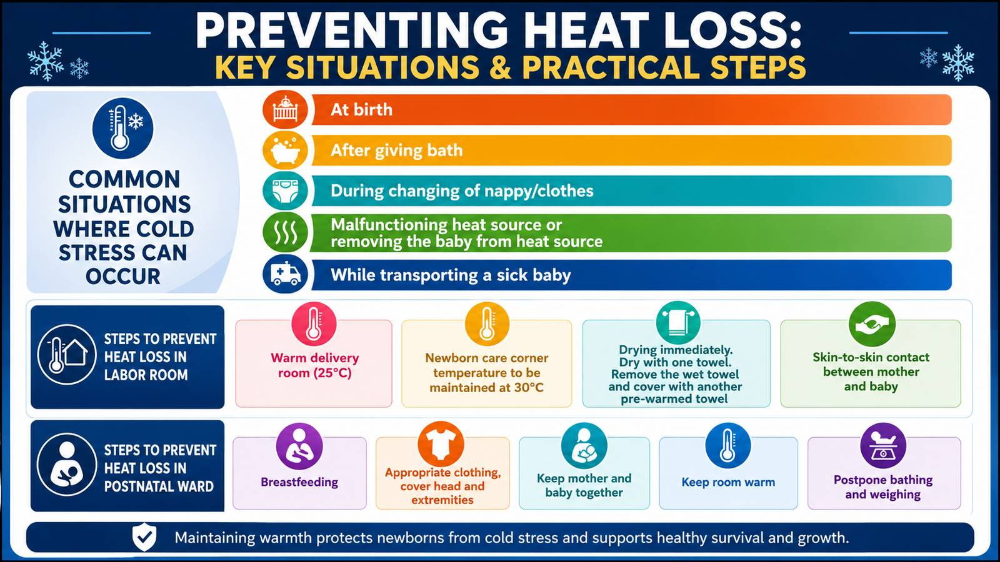 PREVENTING HEAT LOSS:
KEY SITUATIONS & PRACTICAL STEPS
COMMON
SITUATIONS
WHERE COLD
STRESS CAN
OCCUR
At birth
After giving bath
During changing of nappy/clothes
Malfunctioning heat source or
removing the baby from heat source
While transporting a sick baby
STEPS TO PREVENT
HEAT LOSS IN
LABOR ROOM
Warm delivery
room (25°C)
Newborn care corner
temperature to be
maintained at 30°C
Drying immediately.
Dry with one towel.
Remove the wet towel
and cover with another
pre-warmed towel
Skin-to-skin contact
between mother
and baby
STEPS TO PREVENT
HEAT LOSS IN
POSTNATAL WARD
Breastfeeding
Appropriate clothing,
cover head and
extremities
Keep mother and
baby together
Keep room warm
Postpone bathing
and weighing
Maintaining warmth protects newborns from cold stress and supports healthy survival and growth.